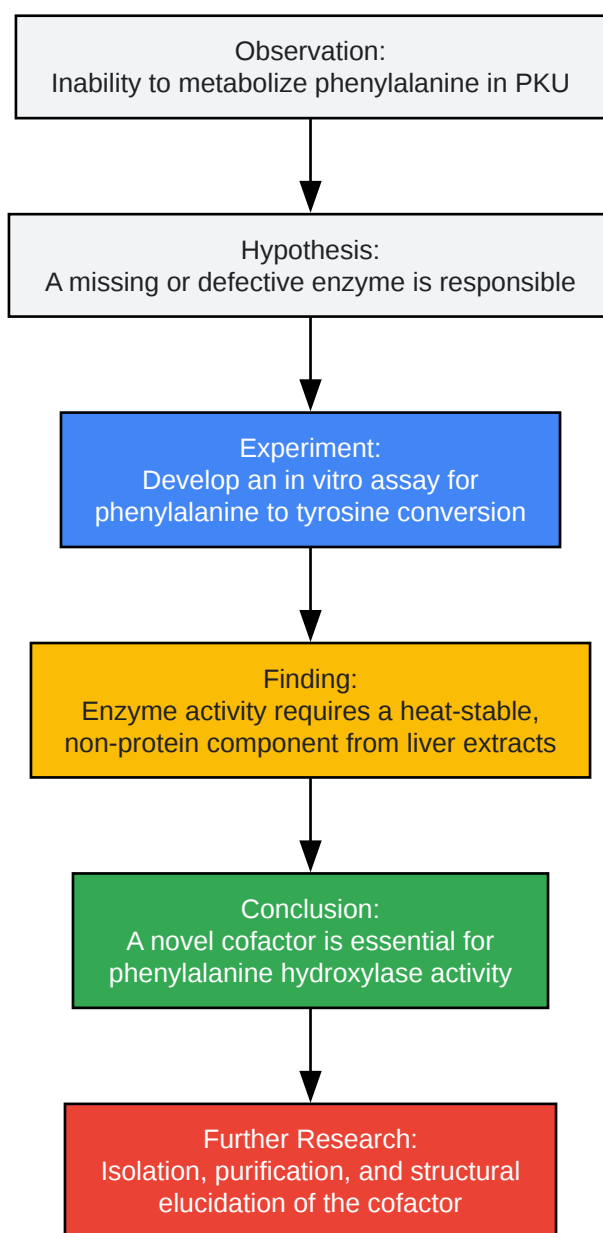 Observation:
Inability to metabolize phenylalanine in PKU
Hypothesis:
A missing or defective enzyme is responsible
Experiment:
Develop an in vitro assay for
phenylalanine to tyrosine conversion
Finding:
Enzyme activity requires a heat-stable,
non-protein component from liver extracts
Conclusion:
A novel cofactor is essential for
phenylalanine hydroxylase activity
Further Research:
Isolation, purification, and structural
elucidation of the cofactor